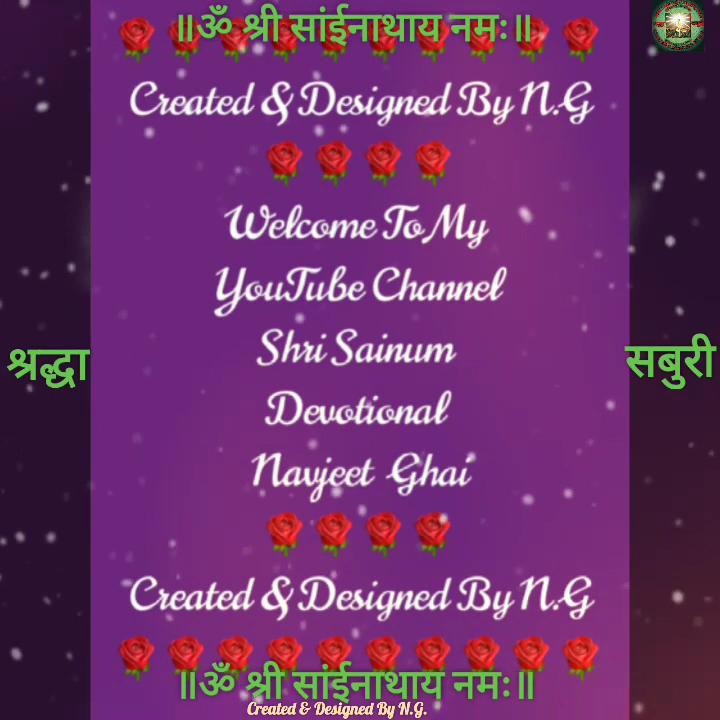 ॥ॐ श्री सांईनाथाय नमः॥
Created & Designed By N.G
Welcome To My
YouTube Channel
Shri Sainum
श्रद्धा
सबुरी
Devotional
Navjeet Ghai
Created & Designed By N.G
॥ॐ श्री सांईनाथाय नमः॥
Created & Designed By N.G.